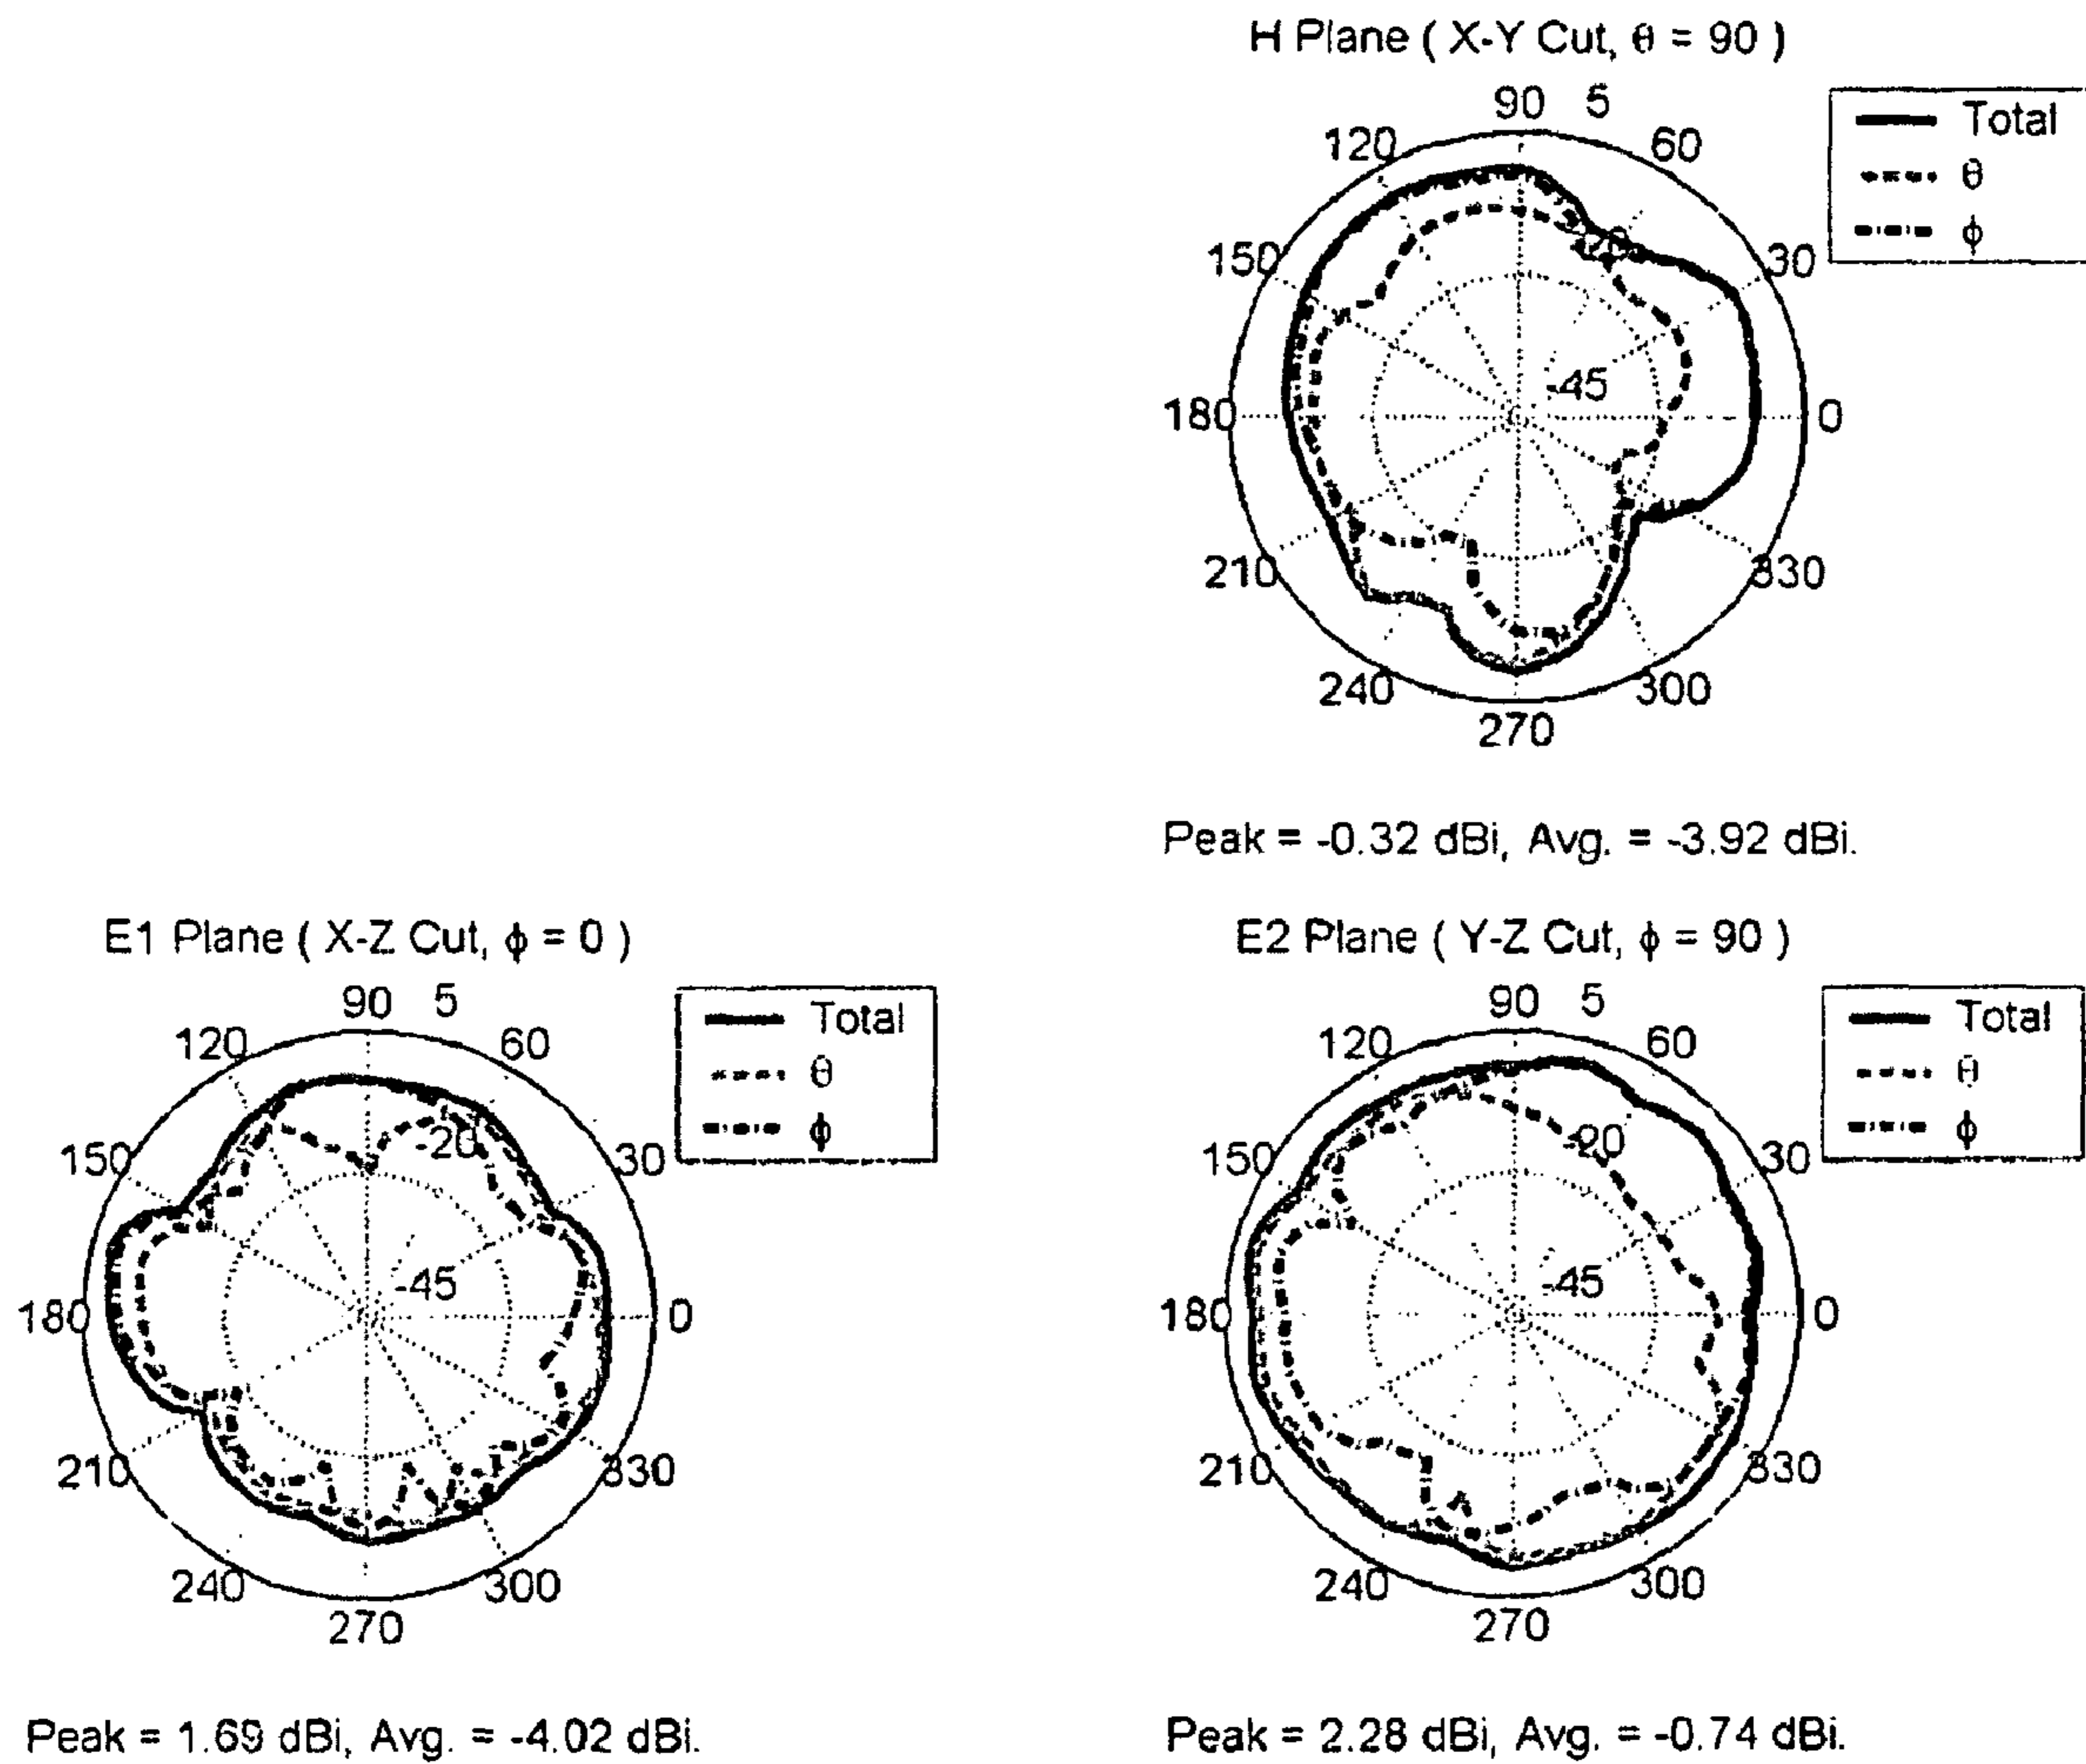 H Plane ( X-Y Cut, θ = 90 )
90 5
120 60
Total
θ
ϕ
150 30
-20
-45
180 0
210 330
240 300
270
Peak = -0.32 dBi, Avg. = -3.92 dBi.
E1 Plane ( X-Z Cut, ϕ = 0 )
90 5
120 60
Total
θ
ϕ
-20
150 30
-45
180 0
210 330
240 300
270
Peak = 1.69 dBi, Avg. = -4.02 dBi.
E2 Plane ( Y-Z Cut, ϕ = 90 )
90 5
120 60
Total
θ
ϕ
-20
150 30
-45
180 0
210 330
240 300
270
Peak = 2.28 dBi, Avg. = -0.74 dBi.